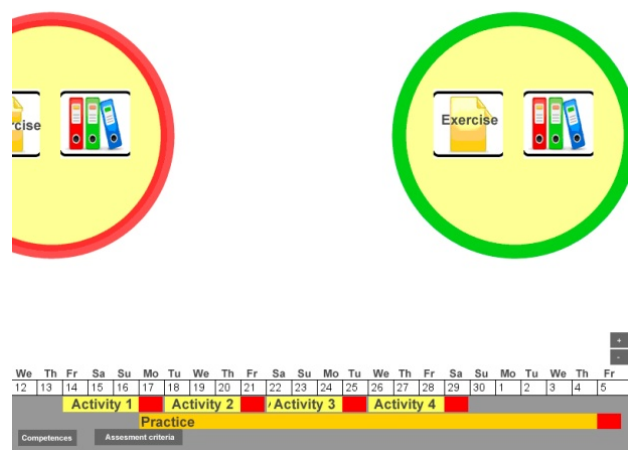 rcise
Exercise
+
-
We Th Fr Sa Su Mo Tu We Th Fr Sa Su Mo Tu We Th Fr Sa Su Mo Tu We Th Fr
12 13 14 15 16 17 18 19 20 21 22 23 24 25 26 27 28 29 30 1 2 3 4 5
Activity 1 Activity 2 Activity 3 Activity 4
Practice
Competences Assesment criteria